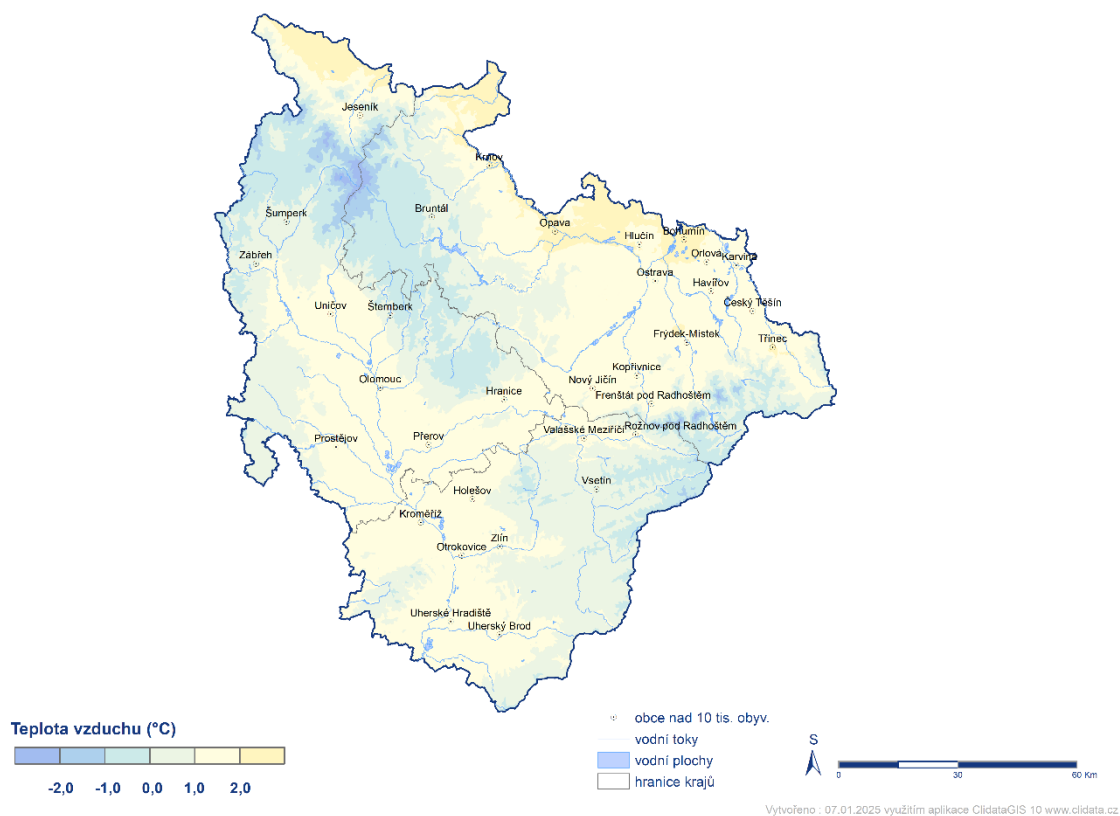 Jeseník
Krnov
Bruntál
Šumperk
Opava
Bohumín
Hlučín
Orlová
Karviná
Zábřeh
Ostrava
Havířov
Český Těšín
Uničov
Šternberk
Frýdek-Místek
Třinec
Kopřivnice
Olomouc
Nový Jičín
Hranice
Frenštát pod Radhoštěm
Valašské Meziříčí
Rožnov pod Radhoštěm
Prostějov
Přerov
Vsetín
Holešov
Kroměříž
Zlín
Otrokovice
Uherské Hradiště
Uherský Brod
Teplota vzduchu (°C)
-2,0 -1,0 0,0 1,0 2,0
obce nad 10 tis. obyv.
vodní toky
vodní plochy
hranice krajů
S
0 30 60 Km
Vytvořeno : 07.01.2025 využitím aplikace ClidataGIS 10 www.clidata.cz